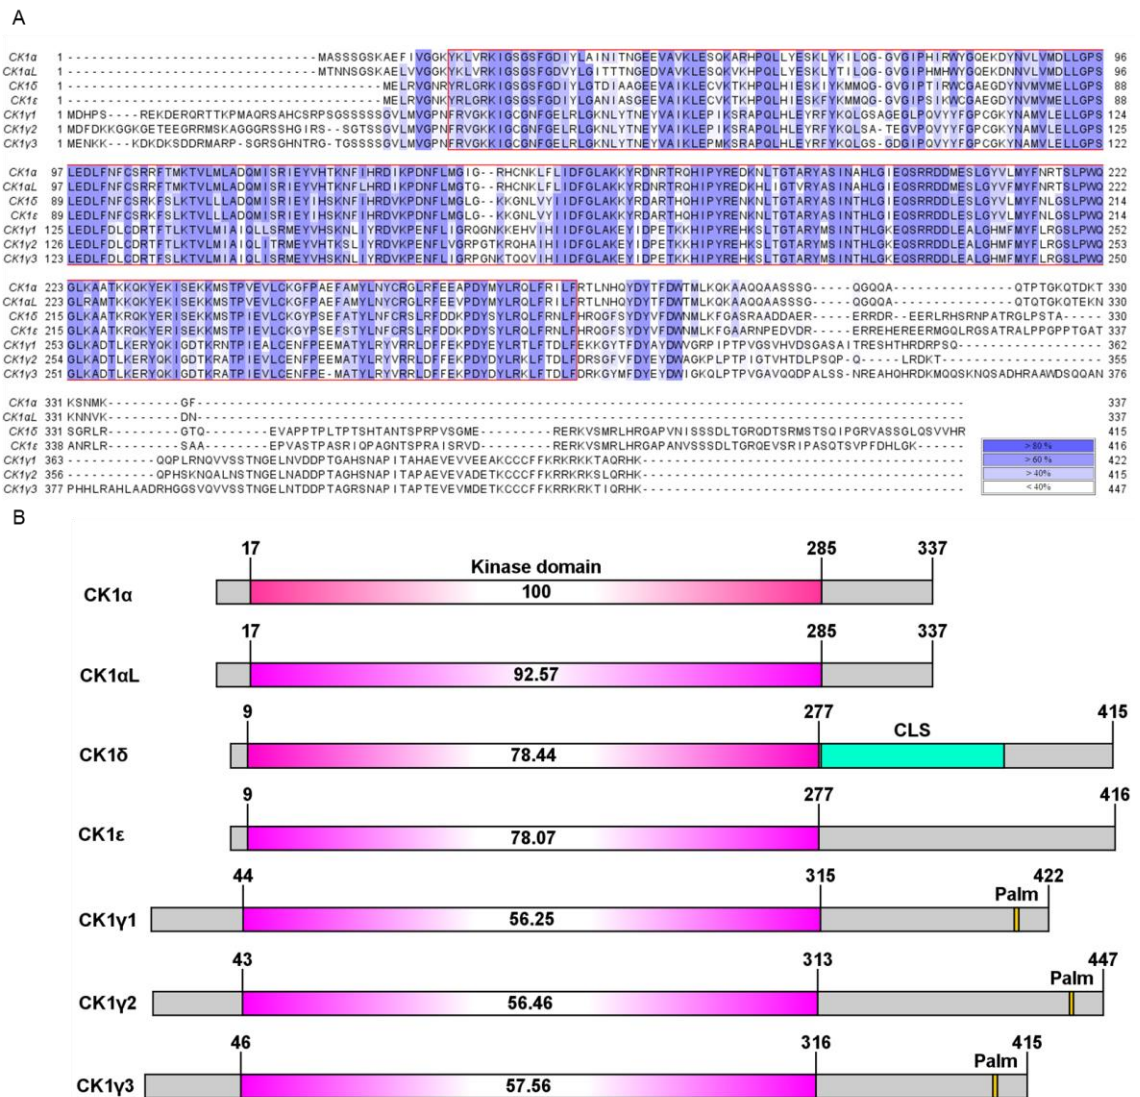 A
CK1α 1 -----------------------------------MASSSGSKAEFIVGGKYKLVRKIGSGSFGDIYLAINITNGEEVAVKLESQKARHPQLLYESKLYKILQG-GVGIPHIRWYGQEKDYNVLVMDLLGPS 96
CK1αL 1 -----------------------------------MTNNSGSKAELVVGGKYKLVRKIGSGSFGDVYLGITTTNGEDVAVKLESQKVKHPQLLYESKLYTILQG-GVGIPHMHWYGQEKDNNVLVMDLLGPS 96
CK1δ 1 -------------------------------------------MELRVGNRYRLGRKIGSGSFGDIYLGTDIAAGEEVAIKLECVKTKHPQLHIESKIYKMMQG-GVGIPTIRWCGAEGDYNVMVMELLGPS 88
CK1ε 1 -------------------------------------------MELRVGNKYRLGRKIGSGSFGDIYLGANIASGEEVAIKLECVKTKHPQLHIESKFYKMMQG-GVGIPSIKWCGAEGDYNVMVMELLGPS 88
CK1γ1 1 MDHPS----REKDERQRTTKPMAQRSAHCSRPSGSSSSSGVLMVGPNFRVGKKIGCGNFGELRLGKNLYTNEYVAIKLEPIKSRAPQLHLEYRFYKQLGSAGEGLPQVYYFGPCGKYNAMVLELLGPS 124
CK1γ2 1 MDFDKKGGKGETEEGRRMSKAGGGRSSHGIRS--SGTSSGVLMVGPNFRVGKKIGCGNFGELRLGKNLYTNEYVAIKLEPIKSRAPQLHLEYRFYKQLSA-TEGVPQVYYFGPCGKYNAMVLELLGPS 125
CK1γ3 1 MENKK---KDKDKSDDRMARP-SGRSGHNTRG-TGSSSSGVLMVGPNFRVGKKIGCGNFGELRLGKNLYTNEYVAIKLEPMKSRAPQLHLEYRFYKQLGS-GDGIPQVYYFGPCGKYNAMVLELLGPS 122
CK1α 97 LEDLFNFCSRRFTMKTVLMLADQMISRIEYVHTKNFIHRDIKPDNFLMGIG--RHCNKLFLIDFGLAKKYRDNRTRQHIPYREDKNLTGTARYASINAHLGIEQSRRDDMESLGYVLMYFNRTSLPWQ 222
CK1αL 97 LEDLFNFCSRRFTMKTVLMLADQMISRIEYVHTKNFLHRDIKPDNFLMGTG--RHCNKLFLIDFGLAKKYRDNRTRQHIPYREDKHLIGTVRYASINAHLGIEQSRRDDMESLGYVFMYFNRTSLPWQ 222
CK1δ 89 LEDLFNFCSRKFSLKTVLLLADQMISRIEYIHSKNFIHRDVKPDNFLMGLG--KKGNLVYIIDFGLAKKYRDARTHQHIPYRENKNLTGTARYASINTHLGIEQSRRDDLESLGYVLMYFNLGSLPWQ 214
CK1ε 89 LEDLFNFCSRKFSLKTVLLLADQMISRIEYIHSKNFIHRDVKPDNFLMGLG--KKGNLVYIIDFGLAKKYRDARTHQHIPYRENKNLTGTARYASINTHLGIEQSRRDDLESLGYVLMYFNLGSLPWQ 214
CK1γ1 125 LEDLFDLCDRTFTLKTVLMIAIQLLSRMEYVHSKNLIYRDVKPENFLIGRQGNKKEHVIHIIDFGLAKEYIDPETKKHIPYREHKSLTGTARYMSINTHLGKEQSRRDDLEALGHMFMYFLRGSLPWQ 252
CK1γ2 126 LEDLFDLCDRTFTLKTVLMIAIQLITRMEYVHTKSLIYRDVKPENFLVGRPGTKRQHAIHIIDFGLAKEYIDPETKKHIPYREHKSLTGTARYMSINTHLGKEQSRRDDLEALGHMFMYFLRGSLPWQ 253
CK1γ3 123 LEDLFDLCDRTFSLKTVLMIAIQLISRMEYVHSKNLIYRDVKPENFLIGRPGNKTQQVIHIIDFGLAKEYIDPETKKHIPYREHKSLTGTARYMSINTHLGKEQSRRDDLEALGHMFMYFLRGSLPWQ 250
CK1α 223 GLKAATKKQKYEKISEKKMSTPVEVLCKGFPAEFAMYLNYCRGLRFEEAPDYMYLRQLFRILFRTLNHQYDYTFDWTMLKQKAAQQAASSSG------QGQQA-----------QTPTGKQTDKT 330
CK1αL 223 GLRAMTKKQKYEKISEKKMSTPVEVLCKGFPAEFAMYLNYCRGLRFEEVPDYMYLRQLFRILFRTLNHQYDYTFDWTMLKQKAAQQAASSSG------QGQQA-----------QTQTGKQTEKN 330
CK1δ 215 GLKAATKRQKYERISEKKMSTPIEVLCKGYPSEFATYLNFCRSLRFDDKPDYSYLRQLFRNLFHRQGFSYDYVFDWNMLKFGASRAADDAER----ERRDR--EERLRHSRNPATRGLPSTA---- 330
CK1ε 215 GLKAATKRQKYERISEKKMSTPIEVLCKGYPSEFSTYLNFCRSLRFDDKPDYSYLRQLFRNLFHRQGFSYDYVFDWNMLKFGAARNPEDVDR----ERREHEREERMGQLRGSATRALPPGPPTGAT 337
CK1γ1 253 GLKADTLKERYQKIGDTKRNTPIEALCENFPEEMATYLRYVRRLDFFEKPDYEYLRTLFTDLFEKKGYTFDYAYDWVGRPIPTPVGSVHVDSGASAITRESHTHRDRPSQ--------------- 362
CK1γ2 254 GLKADTLKERYQKIGDTKRATPIEVLCENFPEEMATYLRYVRRLDFFEKPDYDYLRKLFTDLFDRSGFVFDYEYDWAGKPLPTPIGTVHTDLPSQP--Q----LRDKT----------------- 355
CK1γ3 251 GLKADTLKERYQKIGDTKRATPIEVLCENFPE-MATYLRYVRRLDFFEKPDYDYLRKLFTDLFDRKGYMFDYEYDWIGKQLPTPVGAVQQDPALSS--NREAHQHRDKMQQSKNQSADHRAAWDSQQAN 376
CK1α 331 KSNMK---------GF----------------------------------------------------------------------------- 337
CK1αL 331 KNNVK---------DN----------------------------------------------------------------------------- 337
CK1δ 331 SGRLR---------GTQ---------EVAPPTPLTPTSHTANTSPRPVSGME---------RERKVSMRLHRGAPVNISSSDLTGRQDTSRMSTSQIPGRVASSGLQSVVHR 415
CK1ε 338 ANRLR---------SAA---------EPVASTPASRIQPAGNTSPRAISRVD---------RERKVSMRLHRGAPANVSSSDLTGRQEVSRIPASQTSVPFDHLGK------ 416
CK1γ1 363 -----------QQPLRNQVVSSTNGELNVDDPTGAHSNAPITAHAEVEVVEEAKCCCFFKRKRKKTAQRHK---------------------------------------- 422
CK1γ2 356 -----------QPHSKNQALNSTNGELNADDPTAGHSNAPITAPAEVEVADETKCCCFFKRRKRKSLQRHK---------------------------------------- 415
CK1γ3 377 PHHLRAHLAADRHGGSVQVVSSTNGELNTDDPTAGRSNAPITAPTEVEVMDETKCCCFFKRRKRKTIQRHK---------------------------------------- 447
> 80 %
> 60 %
> 40%
< 40%
B
17 285 337
Kinase domain
CK1α 100
17 285 337
CK1αL 92.57
9 277 415
CLS
CK1δ 78.44
9 277 416
CK1ε 78.07
44 315 422
Palm
CK1γ1 56.25
43 313 447
Palm
CK1γ2 56.46
46 316 415
Palm
CK1γ3 57.56